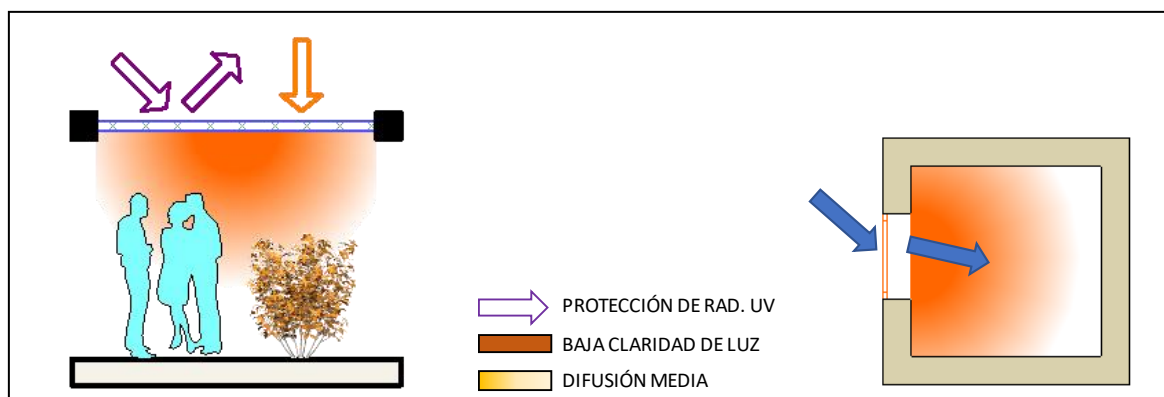 PROTECCIÓN DE RAD. UV
BAJA CLARIDAD DE LUZ
DIFUSIÓN MEDIA